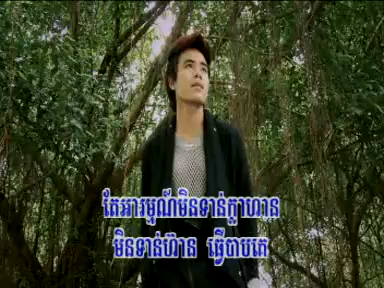 តែអារម្មណ៍មិនទាន់ក្លាហាន
មិនទាន់ហ៊ាន ធ្វើបាបគេ